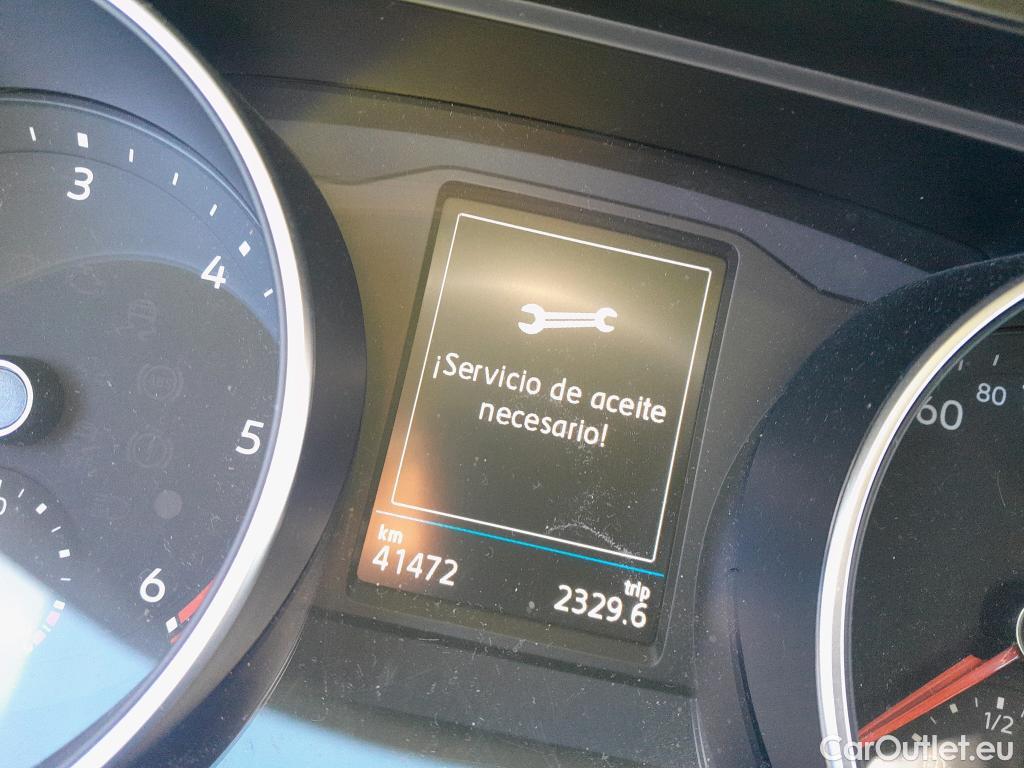 3
4
5
6
¡Servicio de aceite
necesario!
km
41472
trip
2329.6
60
80
1/2
CarOutlet.eu